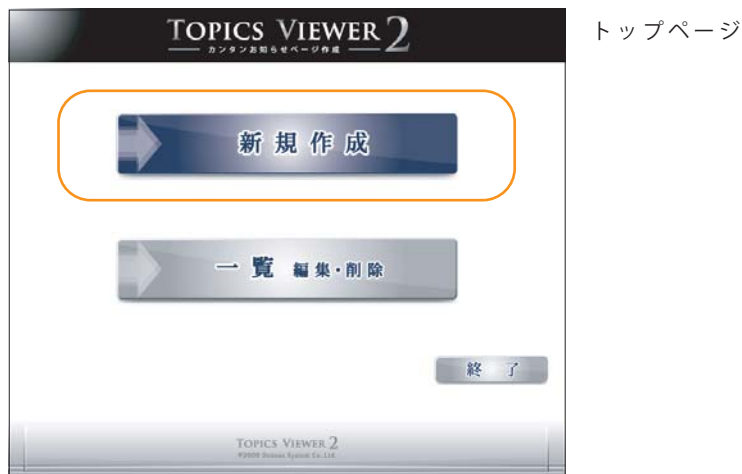 TOPICS VIEWER 2
カンタンお知らせページ作成
トップページ
新規作成
一覧 編集・削除
終了
TOPICS VIEWER 2